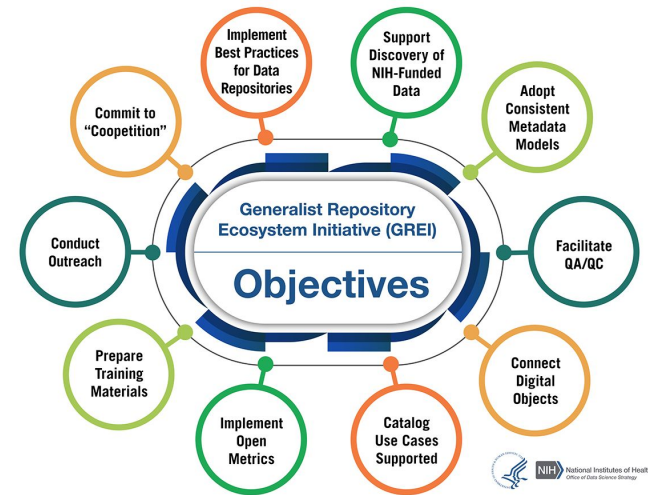 Generalist Repository
Ecosystem Initiative (GREI)
Objectives
Implement
Best Practices
for Data
Repositories
Support
Discovery of
NIH-Funded
Data
Adopt
Consistent
Metadata
Models
Facilitate
QA/QC
Connect
Digital
Objects
Catalog
Use Cases
Supported
Implement
Open
Metrics
Prepare
Training
Materials
Conduct
Outreach
Commit to
“Coopetition”
NIH
National Institutes of Healt
Office of Data Science Strategy